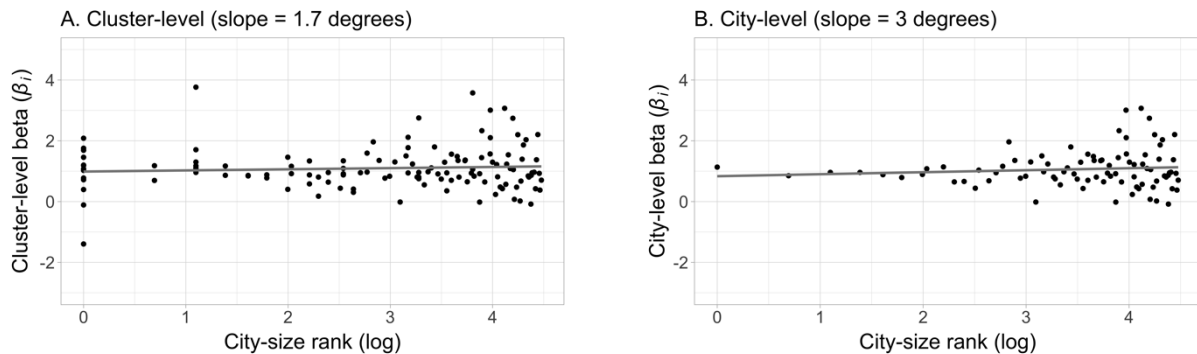 A. Cluster-level (slope = 1.7 degrees)
Cluster-level beta (βi)
4
2
0
-2
0 1 2 3 4
City-size rank (log)
B. City-level (slope = 3 degrees)
City-level beta (βi)
4
2
0
-2
0 1 2 3 4
City-size rank (log)